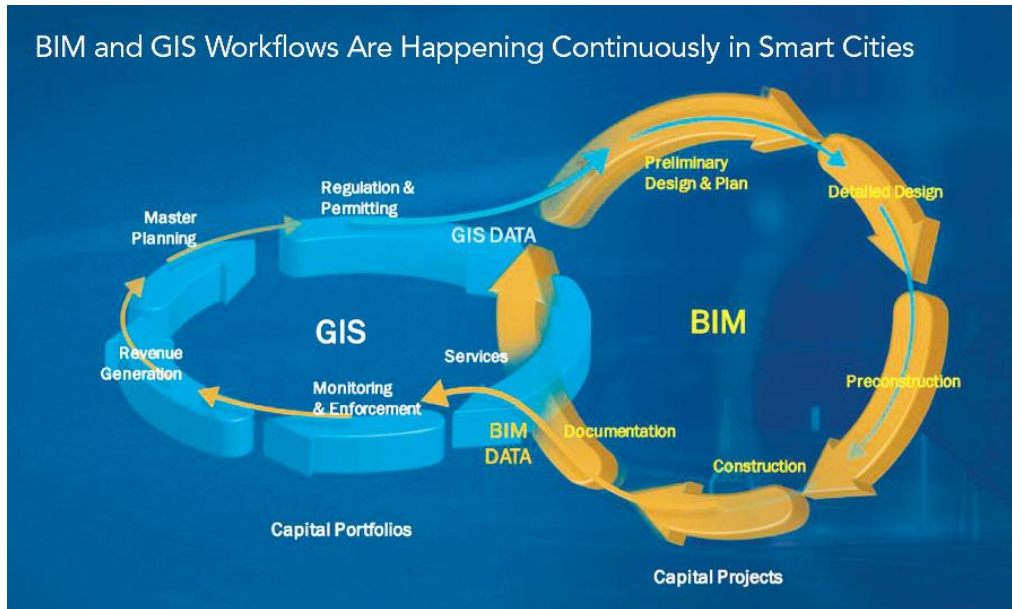 BIM and GIS Workflows Are Happening Continuously in Smart Cities
Preliminary
Design & Plan
Detailed Design
Regulation &
Permitting
Master
Planning
GIS DATA
GIS
BIM
Services
Revenue
Generation
Monitoring
& Enforcement
Preconstruction
BIM
DATA
Documentation
Construction
Capital Portfolios
Capital Projects